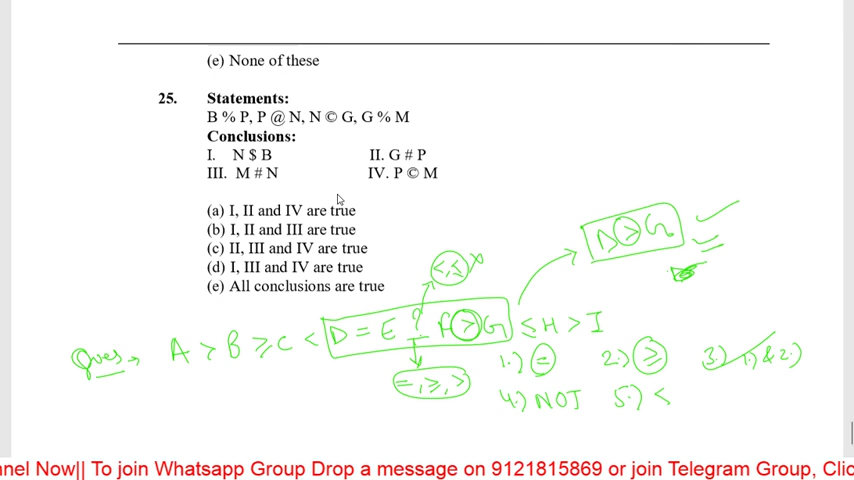 (e) None of these
25. Statements:
B % P, P @ N, N © G, G % M
Conclusions:
I. N $ B II. G # P
III. M # N IV. P © M
(a) I, II and IV are true
(b) I, II and III are true
(c) II, III and IV are true
(d) I, III and IV are true
(e) All conclusions are true
D > G
<, ≤ ×
Ques → A > B ≥ C < D = E ? F > G ≤ H > I
=, ≥, >
1.) = 2.) ≥ 3.) 1.) & 2.)
4.) NOT 5.) <
nnel Now|| To join Whatsapp Group Drop a message on 9121815869 or join Telegram Group, Clic